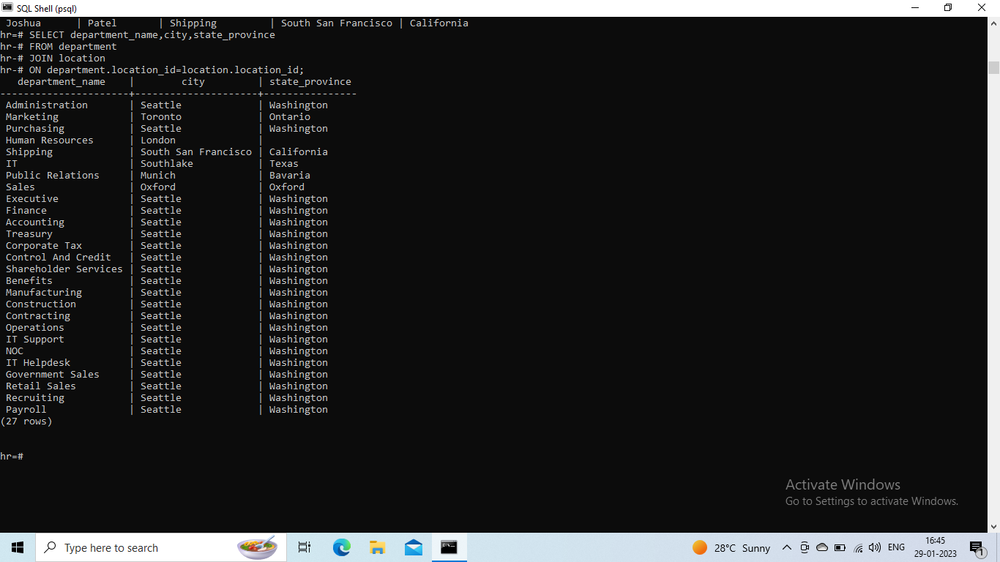 SQL Shell (psql)
 Joshua      | Patel       | Shipping         | South San Francisco | California
hr=# SELECT department_name,city,state_province
hr-# FROM department
hr-# JOIN location
hr-# ON department.location_id=location.location_id;
   department_name    |        city         | state_province
----------------------+---------------------+----------------
 Administration       | Seattle             | Washington
 Marketing            | Toronto             | Ontario
 Purchasing           | Seattle             | Washington
 Human Resources      | London              |
 Shipping             | South San Francisco | California
 IT                   | Southlake           | Texas
 Public Relations     | Munich              | Bavaria
 Sales                | Oxford              | Oxford
 Executive            | Seattle             | Washington
 Finance              | Seattle             | Washington
 Accounting           | Seattle             | Washington
 Treasury             | Seattle             | Washington
 Corporate Tax        | Seattle             | Washington
 Control And Credit   | Seattle             | Washington
 Shareholder Services | Seattle             | Washington
 Benefits             | Seattle             | Washington
 Manufacturing        | Seattle             | Washington
 Construction         | Seattle             | Washington
 Contracting          | Seattle             | Washington
 Operations           | Seattle             | Washington
 IT Support           | Seattle             | Washington
 NOC                  | Seattle             | Washington
 IT Helpdesk          | Seattle             | Washington
 Government Sales     | Seattle             | Washington
 Retail Sales         | Seattle             | Washington
 Recruiting           | Seattle             | Washington
 Payroll              | Seattle             | Washington
(27 rows)
hr=#
Activate Windows
Go to Settings to activate Windows.
Type here to search
28°C Sunny
ENG
16:45
29-01-2023
1